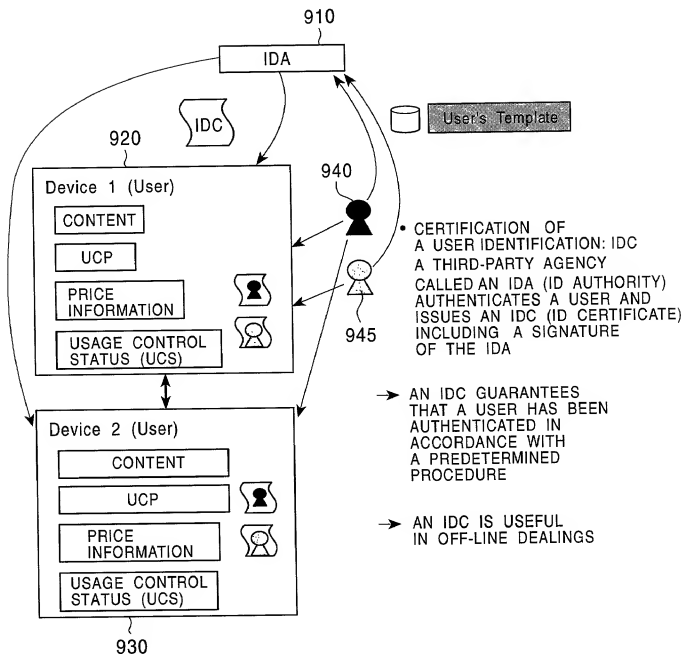 910
IDA
IDC
User's Template
920
940
Device 1 (User)
CONTENT
UCP
PRICE
INFORMATION
USAGE CONTROL
STATUS (UCS)
945
• CERTIFICATION OF
A USER IDENTIFICATION: IDC
A THIRD-PARTY AGENCY
CALLED AN IDA (ID AUTHORITY)
AUTHENTICATES A USER AND
ISSUES AN IDC (ID CERTIFICATE)
INCLUDING A SIGNATURE
OF THE IDA
→ AN IDC GUARANTEES
THAT A USER HAS BEEN
AUTHENTICATED IN
ACCORDANCE WITH
A PREDETERMINED
PROCEDURE
→ AN IDC IS USEFUL
IN OFF-LINE DEALINGS
Device 2 (User)
CONTENT
UCP
PRICE
INFORMATION
USAGE CONTROL
STATUS (UCS)
930